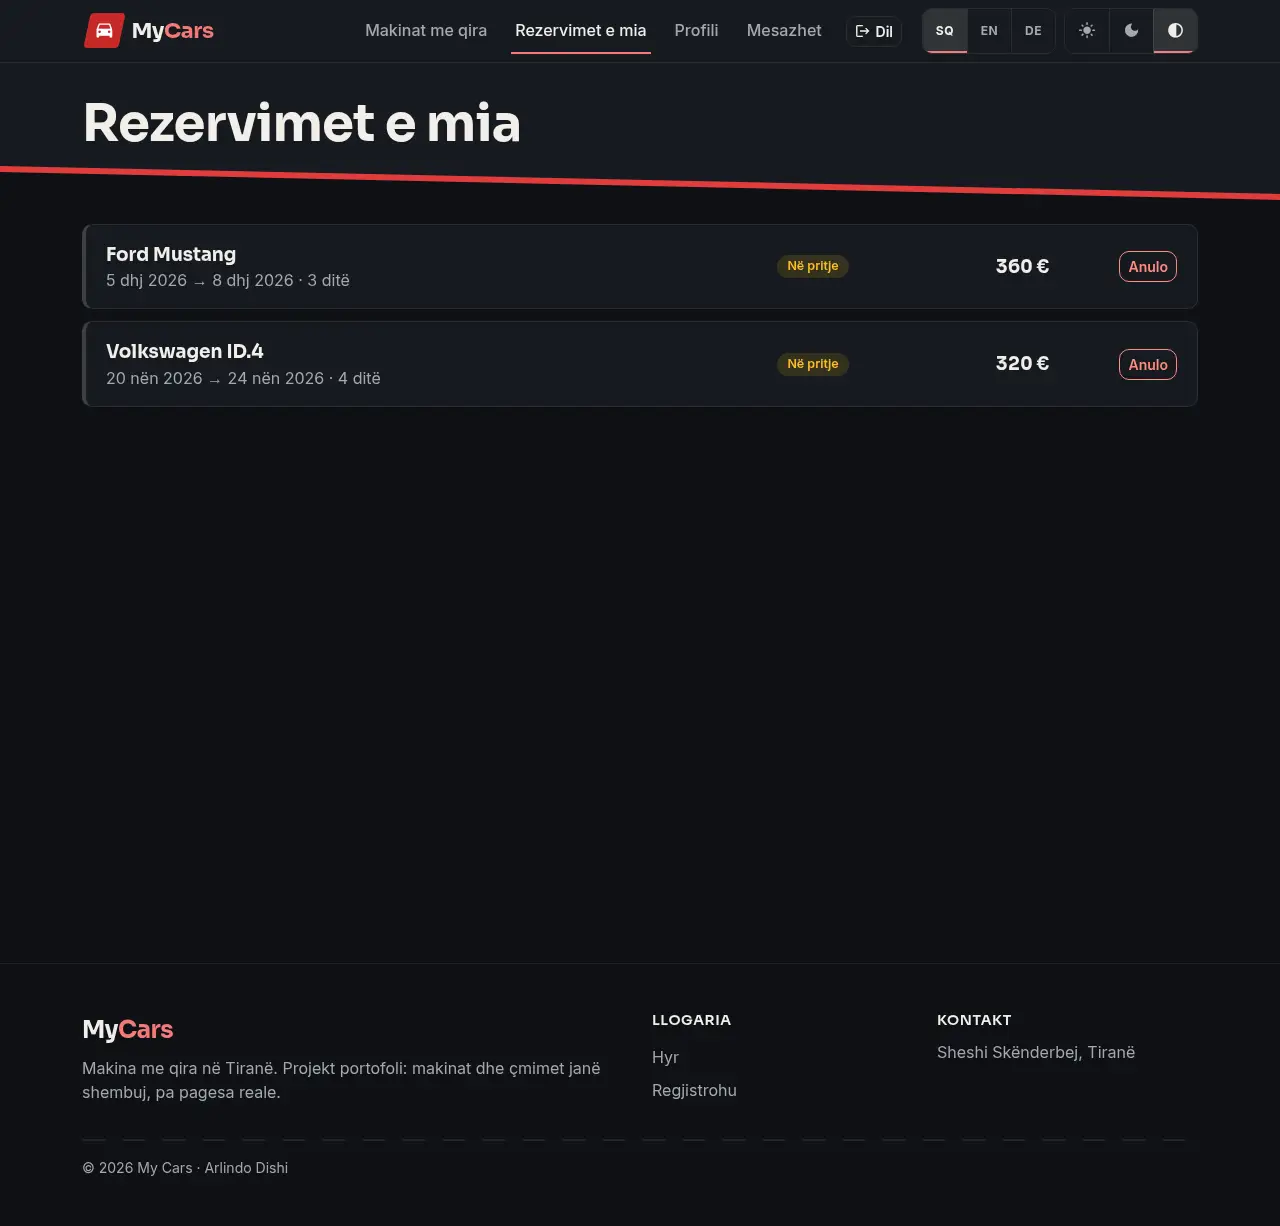 MyCars
Makinat me qira
Rezervimet e mia
Profili
Mesazhet
Dil
SQ
EN
DE
Rezervimet e mia
Ford Mustang
5 dhj 2026 → 8 dhj 2026 · 3 ditë
Në pritje
360 €
Anulo
Volkswagen ID.4
20 nën 2026 → 24 nën 2026 · 4 ditë
Në pritje
320 €
Anulo
MyCars
Makina me qira në Tiranë. Projekt portofoli: makinat dhe çmimet janë
shembuj, pa pagesa reale.
LLOGARIA
Hyr
Regjistrohu
KONTAKT
Sheshi Skënderbej, Tiranë
© 2026 My Cars · Arlindo Dishi